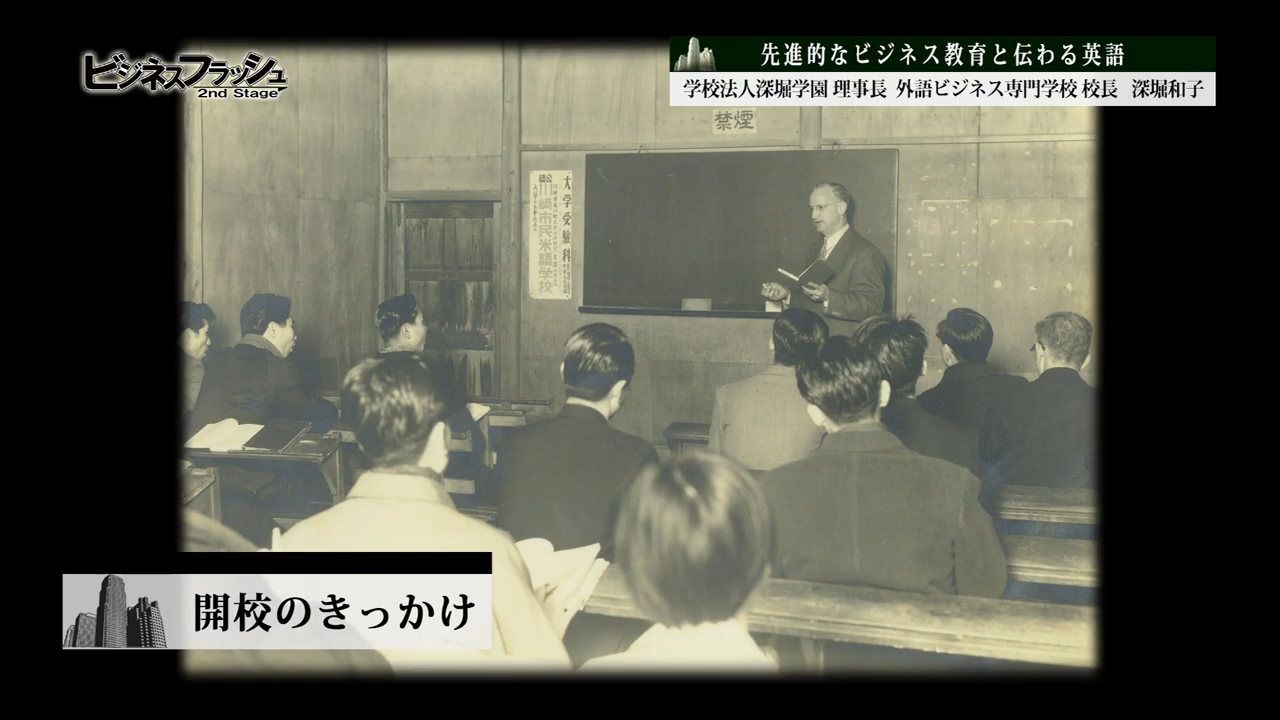 ビジネスフラッシュ
2nd Stage
先進的なビジネス教育と伝わる英語
学校法人深堀学園 理事長 外語ビジネス専門学校 校長 深堀和子
禁煙
大学受験科
川崎市民米語学校
開校のきっかけ